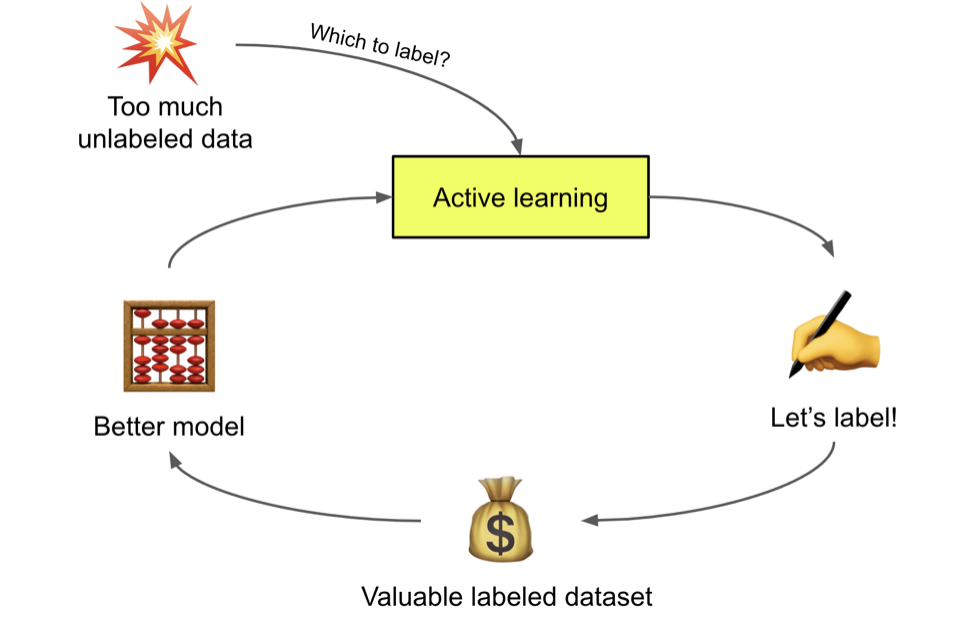 Which to label?
Too much
unlabeled data
Active learning
Let’s label!
Better model
$
Valuable labeled dataset